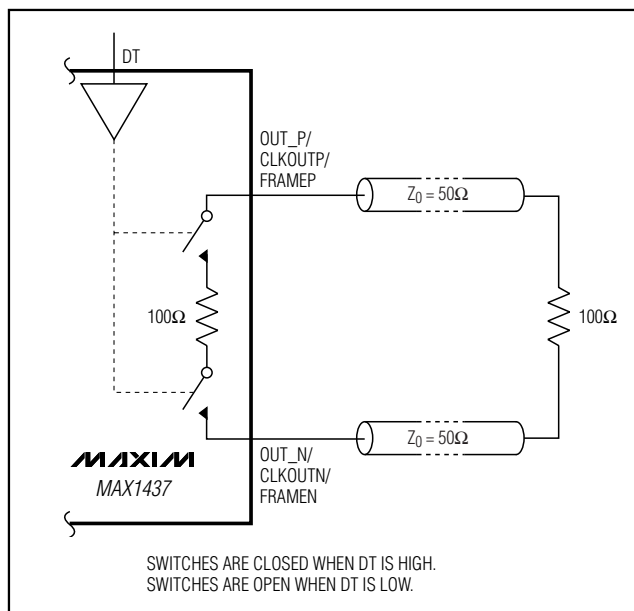 DT
OUT_P/
CLKOUTP/
FRAMEP
Z0 = 50Ω
100Ω
100Ω
Z0 = 50Ω
OUT_N/
CLKOUTN/
FRAMEN
MAXIM
MAX1437
SWITCHES ARE CLOSED WHEN DT IS HIGH.
SWITCHES ARE OPEN WHEN DT IS LOW.